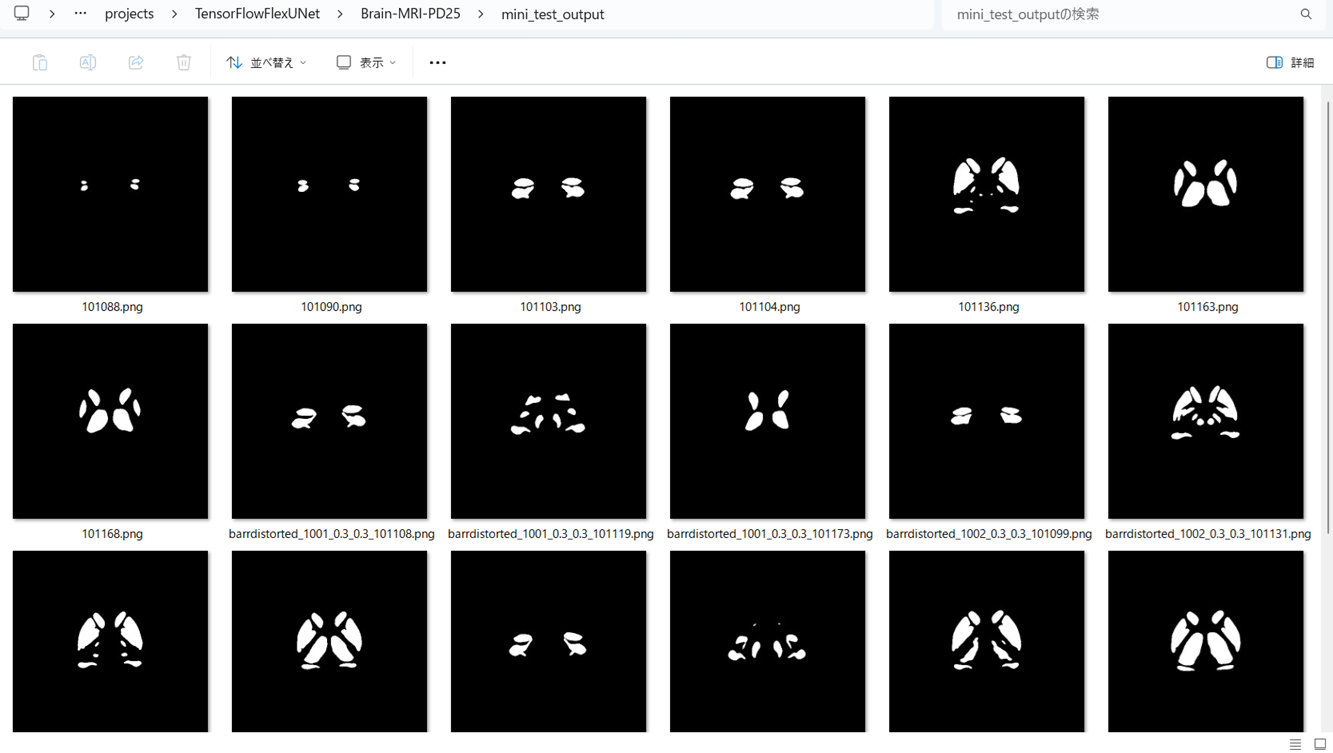 projects > TensorFlowFlexUNet > Brain-MRI-PD25 > mini_test_output
mini_test_outputの検索
並べ替え
表示
詳細
101088.png
101090.png
101103.png
101104.png
101136.png
101163.png
101168.png
barrdistorted_1001_0.3_0.3_101108.png
barrdistorted_1001_0.3_0.3_101119.png
barrdistorted_1001_0.3_0.3_101173.png
barrdistorted_1002_0.3_0.3_101099.png
barrdistorted_1002_0.3_0.3_101131.png